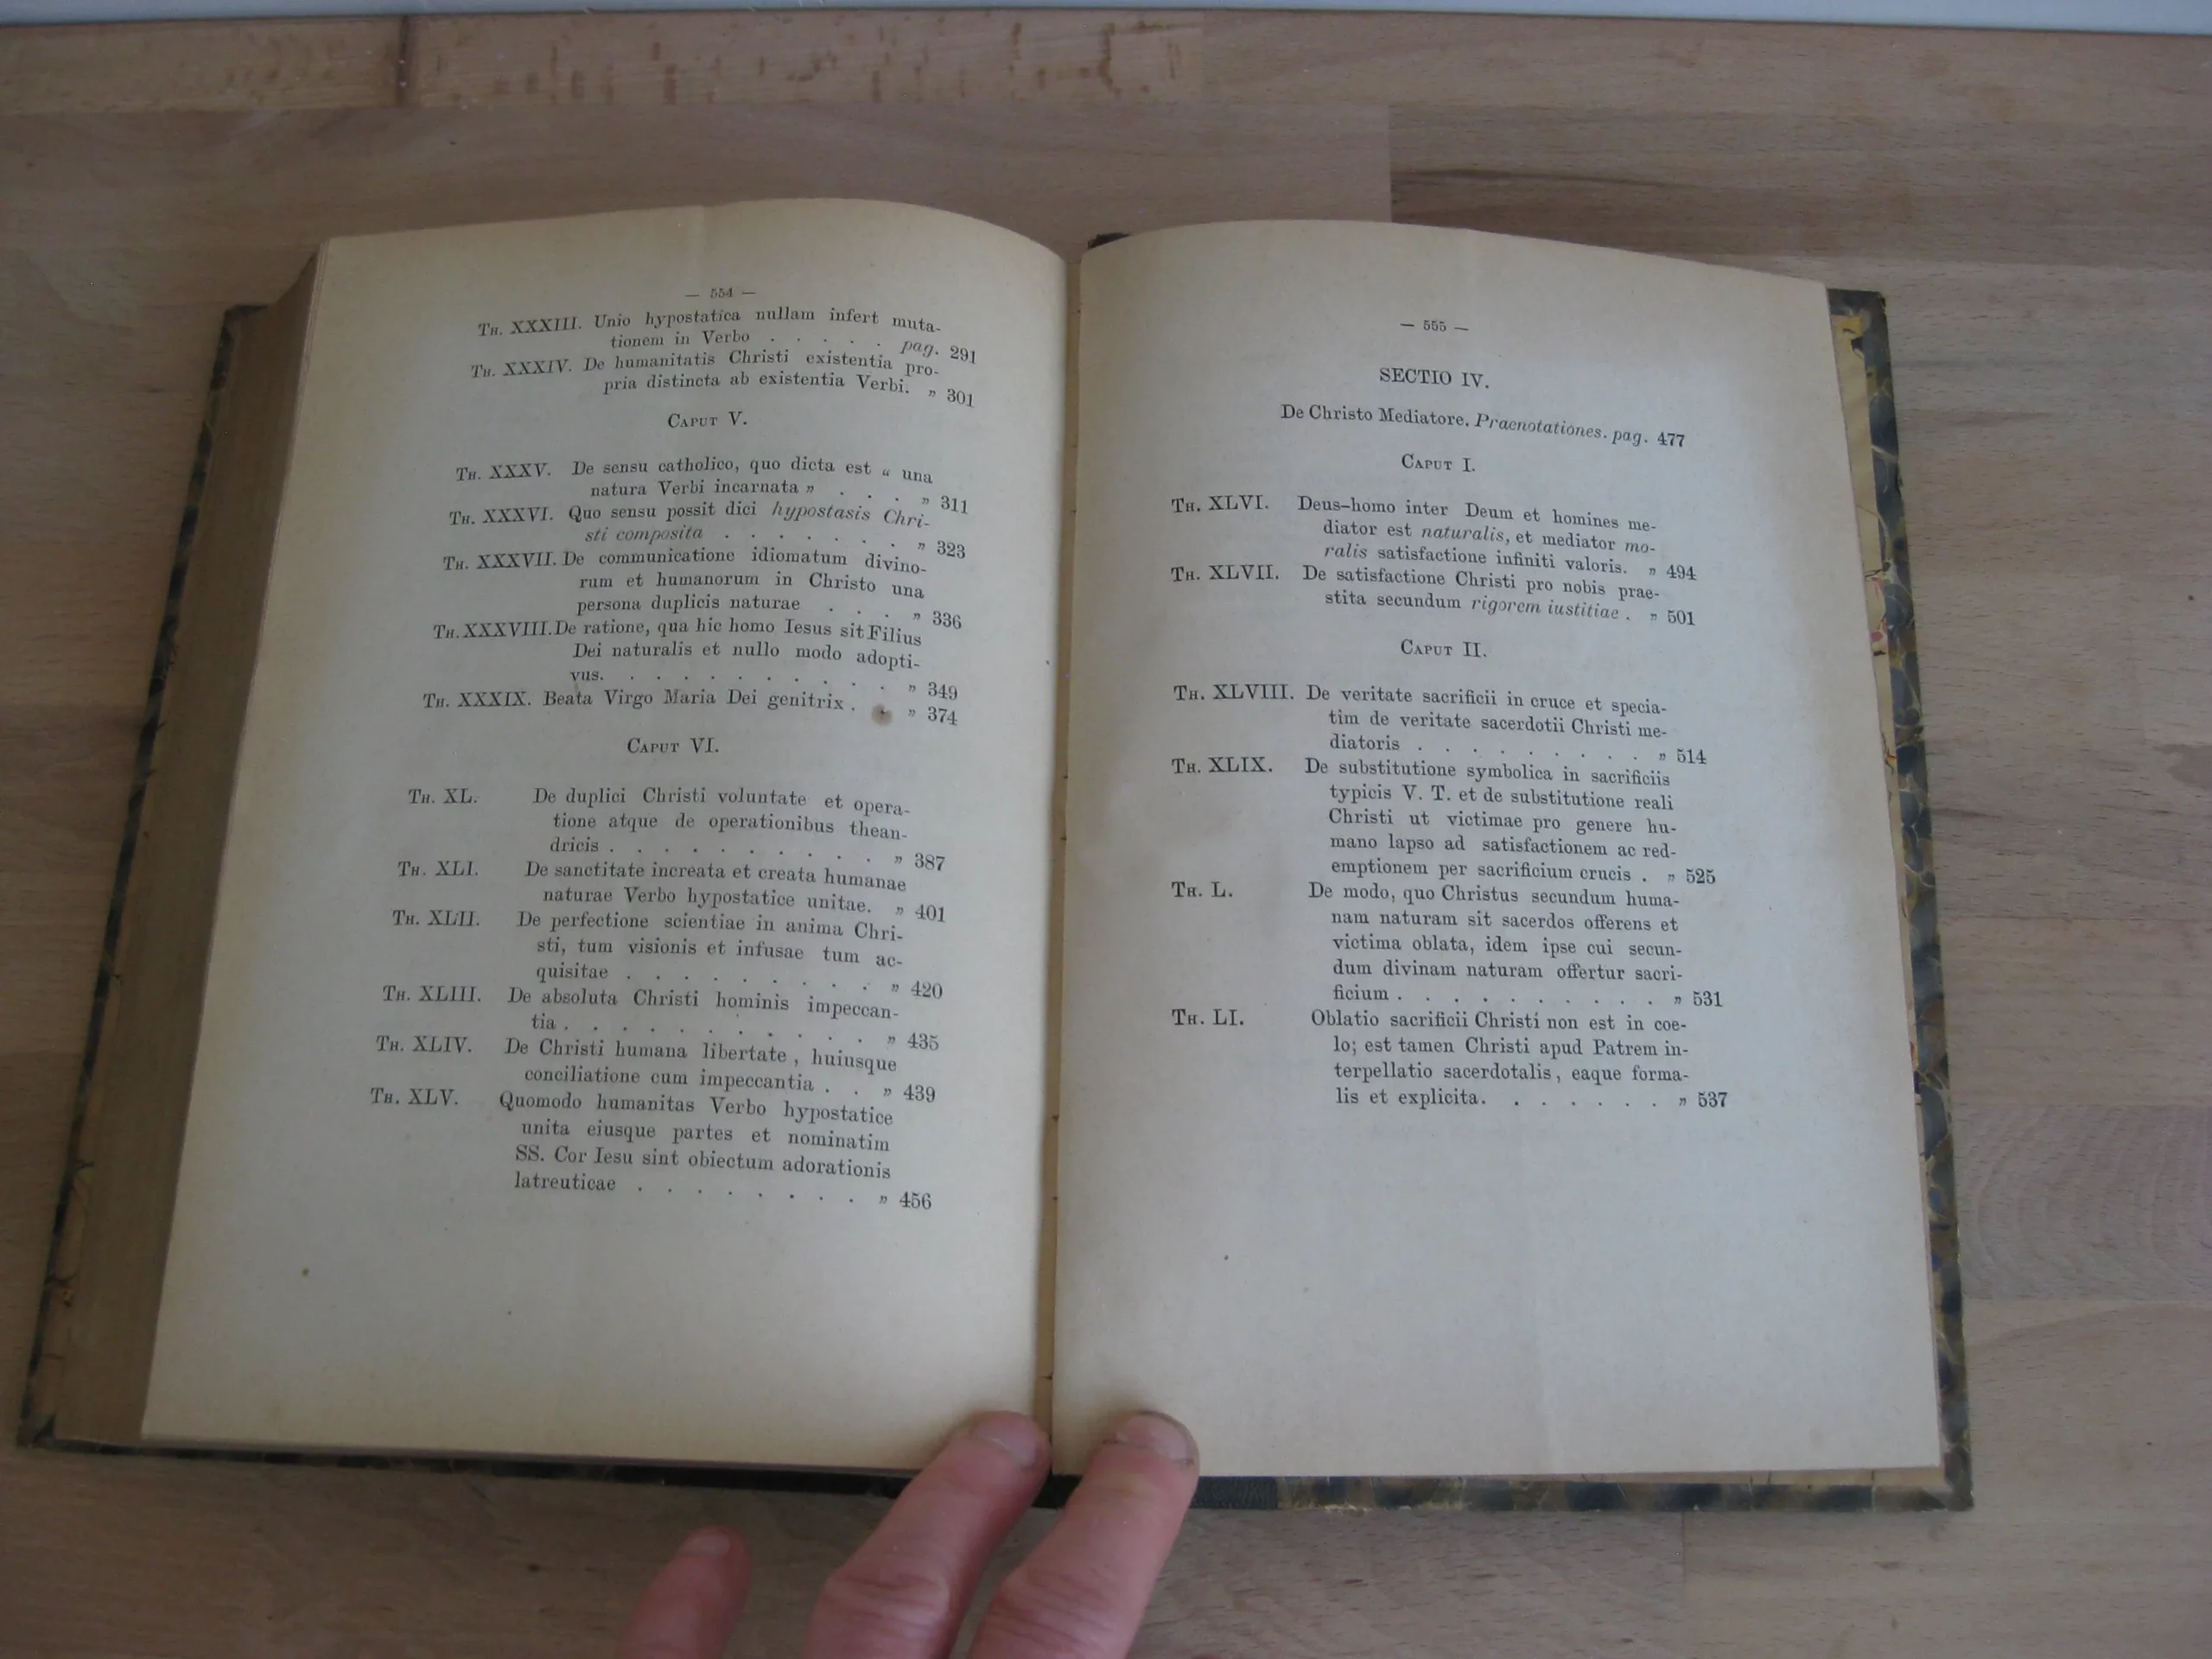 — 554 —
Th. XXXIII. Unio hypostatica nullam infert muta-
tionem in Verbo . . . . . pag. 291
Th. XXXIV. De humanitatis Christi existentia pro-
pria distincta ab existentia Verbi. „ 301
Caput V.
Th. XXXV. De sensu catholico, quo dicta est “ una
natura Verbi incarnata „ . . . „ 311
Th. XXXVI. Quo sensu possit dici hypostasis Chri-
sti composita . . . . . . . „ 323
Th. XXXVII. De communicatione idiomatum divino-
rum et humanorum in Christo una
persona duplicis naturae . . . „ 336
Th. XXXVIII. De ratione, qua hic homo Iesus sit Filius
Dei naturalis et nullo modo adopti-
vus. . . . . . . . . . . „ 349
Th. XXXIX. Beata Virgo Maria Dei genitrix . . „ 374
Caput VI.
Th. XL. De duplici Christi voluntate et opera-
tione atque de operationibus thean-
dricis . . . . . . . . . . „ 387
Th. XLI. De sanctitate increata et creata humanae
naturae Verbo hypostatice unitae. „ 401
Th. XLII. De perfectione scientiae in anima Chri-
sti, tum visionis et infusae tum ac-
quisitae . . . . . . . . . „ 420
Th. XLIII. De absoluta Christi hominis impeccan-
tia . . . . . . . . . . . „ 435
Th. XLIV. De Christi humana libertate, huiusque
conciliatione cum impeccantia . . „ 439
Th. XLV. Quomodo humanitas Verbo hypostatice
unita eiusque partes et nominatim
SS. Cor Iesu sint obiectum adorationis
latreuticae . . . . . . . . „ 456
— 555 —
SECTIO IV.
De Christo Mediatore. Praenotationes. pag. 477
Caput I.
Th. XLVI. Deus-homo inter Deum et homines me-
diator est naturalis, et mediator mo-
ralis satisfactione infiniti valoris. „ 494
Th. XLVII. De satisfactione Christi pro nobis prae-
stita secundum rigorem iustitiae . „ 501
Caput II.
Th. XLVIII. De veritate sacrificii in cruce et specia-
tim de veritate sacerdotii Christi me-
diatoris . . . . . . . . . „ 514
Th. XLIX. De substitutione symbolica in sacrificiis
typicis V. T. et de substitutione reali
Christi ut victimae pro genere hu-
mano lapso ad satisfactionem ac red-
emptionem per sacrificium crucis . „ 525
Th. L. De modo, quo Christus secundum huma-
nam naturam sit sacerdos offerens et
victima oblata, idem ipse cui secun-
dum divinam naturam offertur sacri-
ficium . . . . . . . . . . „ 531
Th. LI. Oblatio sacrificii Christi non est in coe-
lo; est tamen Christi apud Patrem in-
terpellatio sacerdotalis, eaque forma-
lis et explicita. . . . . . . „ 537